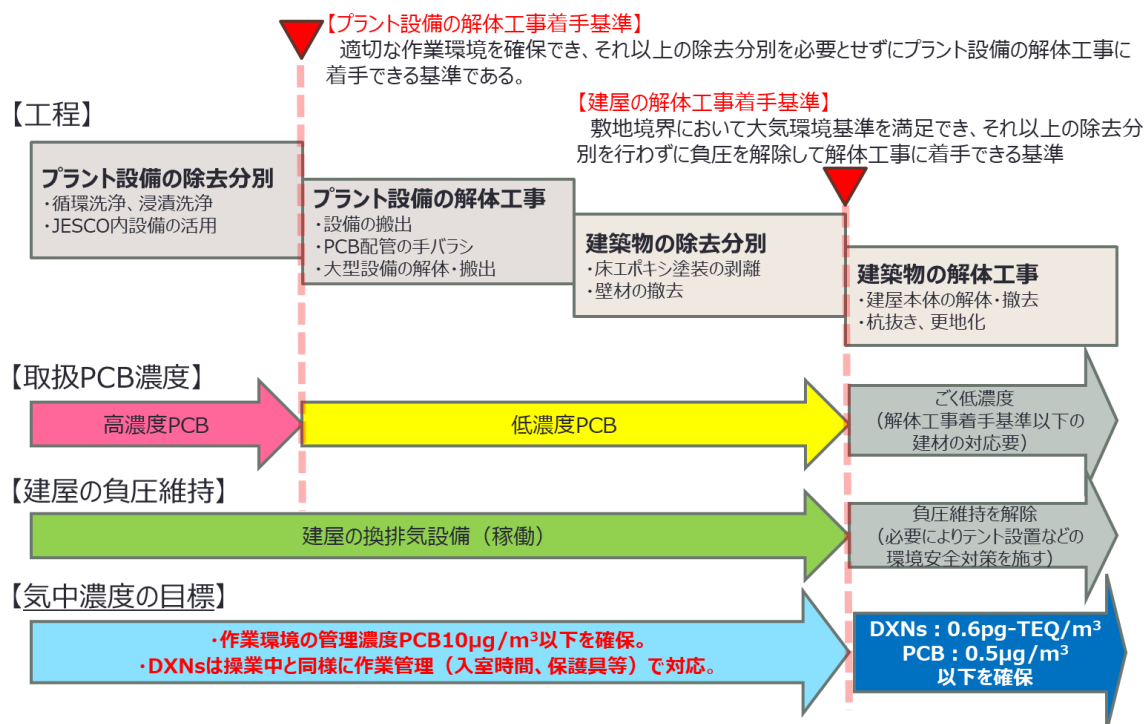 【プラント設備の解体工事着手基準】
適切な作業環境を確保でき、それ以上の除去分別を必要とせずにプラント設備の解体工事に
着手できる基準である。
【建屋の解体工事着手基準】
敷地境界において大気環境基準を満足でき、それ以上の除去分
別を行わずに負圧を解除して解体工事に着手できる基準
【工程】
プラント設備の除去分別
・循環洗浄、浸漬洗浄
・JESCO内設備の活用
プラント設備の解体工事
・設備の搬出
・PCB配管の手バラシ
・大型設備の解体・搬出
建築物の除去分別
・床エポキシ塗装の剥離
・壁材の撤去
建築物の解体工事
・建屋本体の解体・撤去
・杭抜き、更地化
【取扱PCB濃度】
高濃度PCB
低濃度PCB
ごく低濃度
（解体工事着手基準以下の
建材の対応要）
【建屋の負圧維持】
建屋の換排気設備（稼働）
負圧維持を解除
（必要によりテント設置などの
環境安全対策を施す）
【気中濃度の目標】
・作業環境の管理濃度PCB10μg/m³以下を確保。
・DXNsは操業中と同様に作業管理（入室時間、保護具等）で対応。
DXNs：0.6pg-TEQ/m³
PCB：0.5μg/m³
以下を確保